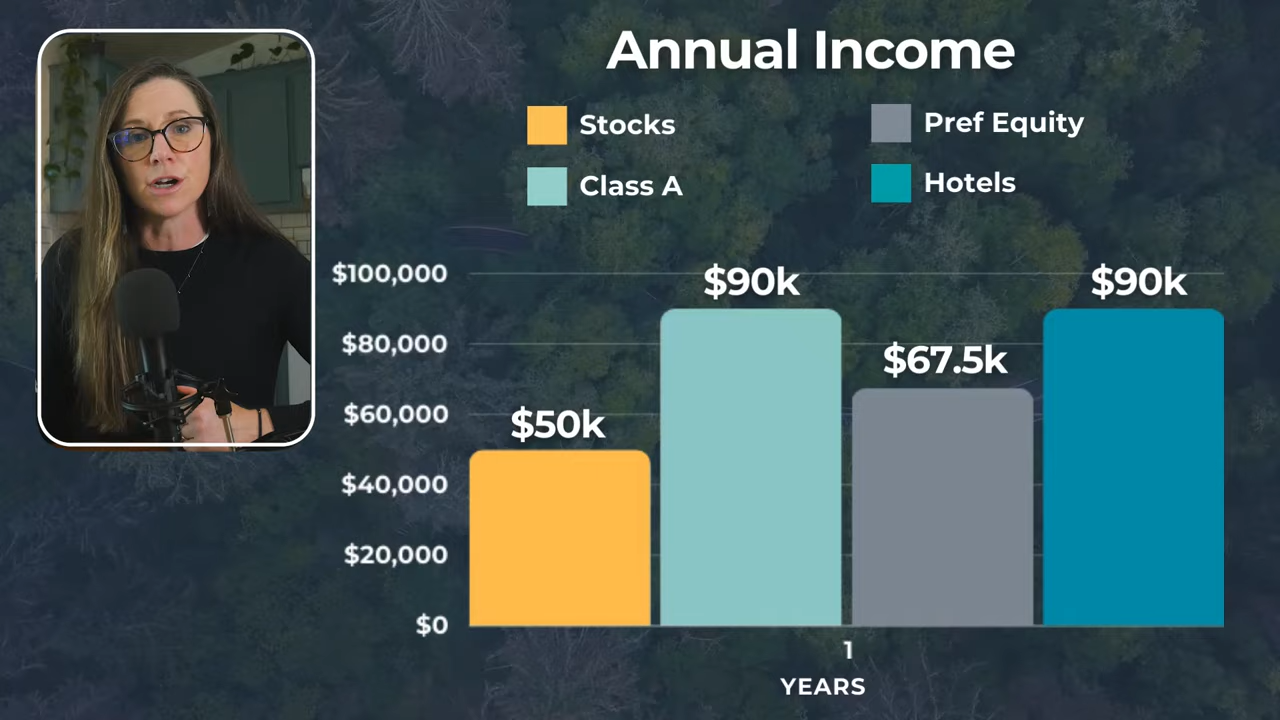 Annual Income
Stocks
Pref Equity
Class A
Hotels
$100,000
$90k
$90k
$80,000
$67.5k
$60,000
$50k
$40,000
$20,000
$0
1
YEARS